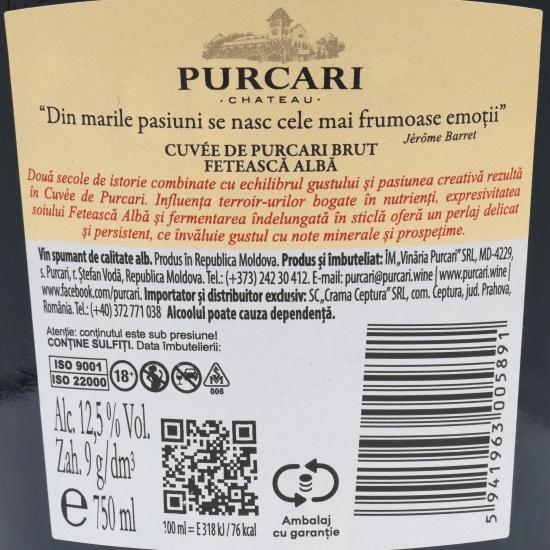 PURCARI
· CHATEAU ·
“Din marile pasiuni se nasc cele mai frumoase emoții”
Jérôme Barret
CUVÉE DE PURCARI BRUT
FETEASCĂ ALBĂ
Două secole de istorie combinate cu echilibrul gustului și pasiunea creativă rezultă
în Cuvée de Purcari. Influența terroir-urilor bogate în nutrienți, expresivitatea
soiului Fetească Albă și fermentarea îndelungată în sticlă oferă un perlaj delicat
și persistent, ce învăluie gustul cu note minerale și prospețime.
Vin spumant de calitate alb. Produs în Republica Moldova. Produs și îmbuteliat: ÎM „Vinăria Purcari” SRL, MD-4229,
s. Purcari, r. Ștefan Vodă, Republica Moldova. Tel.: (+373) 242 30 412. E-mail: purcari@purcari.wine | www.purcari.wine |
www.facebook.com/purcari. Importator și distribuitor exclusiv: SC „Crama Ceptura” SRL, com. Ceptura, jud. Prahova,
România. Tel.: (+40) 372 771 038 Alcoolul poate cauza dependență.
Atenție: conținutul este sub presiune!
CONȚINE SULFIȚI. Data îmbutelierii:
ISO 9001
ISO 22000
18+
SM
006
Alc. 12,5 % Vol.
Zah. 9 g/dm³
e 750 ml
100 ml = E 318 kJ / 76 kcal
Ambalaj
cu garanție
5 941963 005891